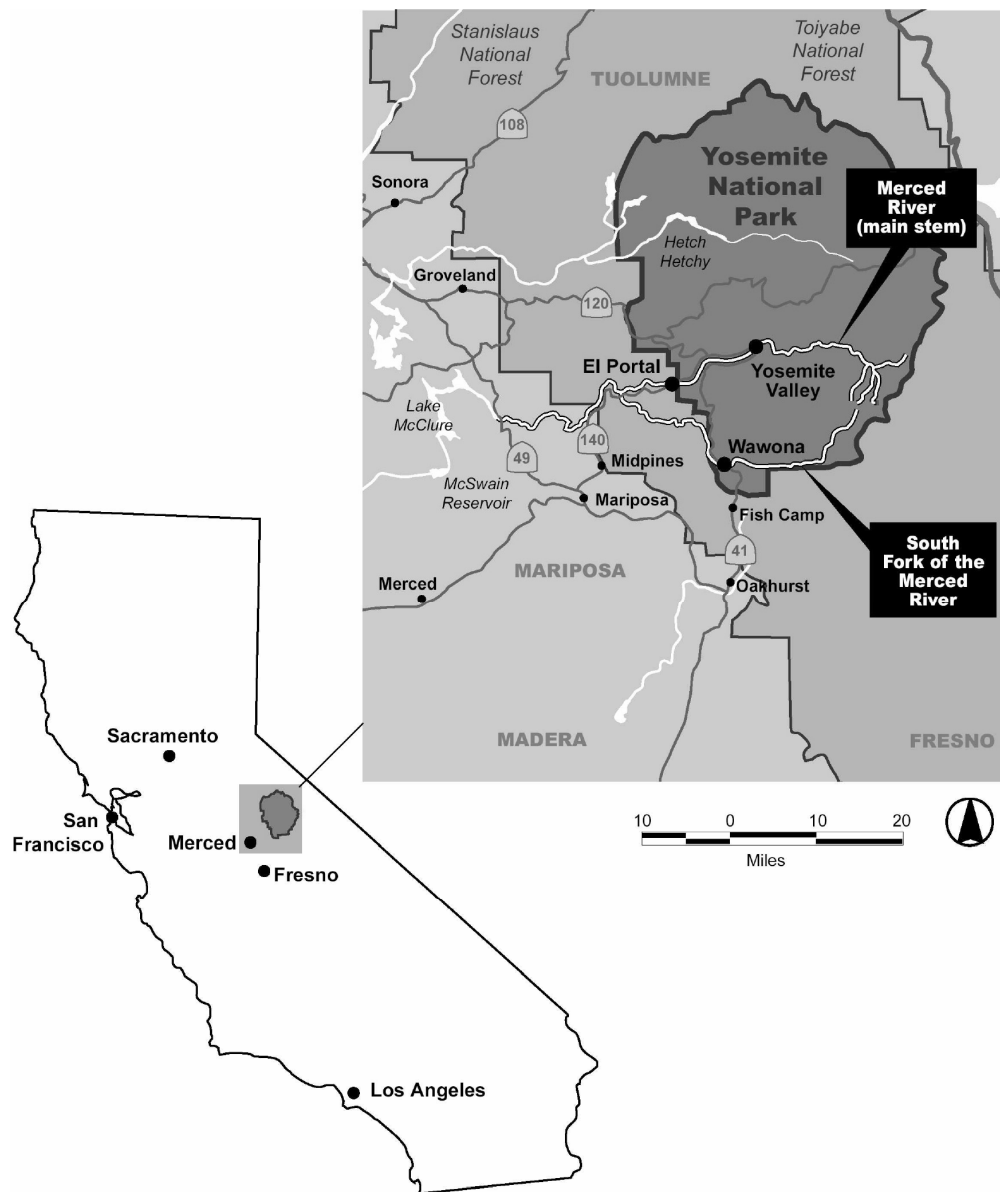 Stanislaus
National
Forest
Toiyabe
National
Forest
TUOLUMNE
108
Yosemite
National
Park
Merced
River
(main stem)
Sonora
Hetch
Hetchy
Groveland
120
El Portal
Yosemite
Valley
Lake
McClure
140
49
Wawona
Midpines
McSwain
Reservoir
Mariposa
Fish Camp
South
Fork of the
Merced
River
41
MARIPOSA
Merced
Oakhurst
MADERA
FRESNO
Sacramento
San
Francisco
Merced
Fresno
Los Angeles
10 0 10 20
Miles